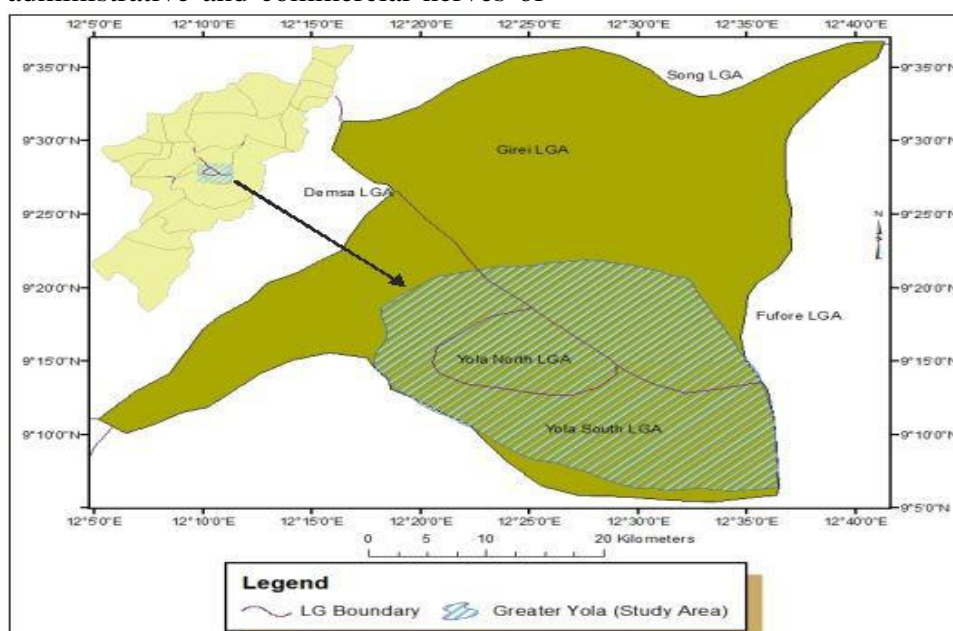 administrative and commercial nerves of
12°5'0"E 12°10'0"E 12°15'0"E 12°20'0"E 12°25'0"E 12°30'0"E 12°35'0"E 12°40'0"E
9°35'0"N 9°35'0"N
Song LGA
9°30'0"N 9°30'0"N
Girei LGA
Demsa LGA
9°25'0"N 9°25'0"N
N
9°20'0"N 9°20'0"N
Fufore LGA
9°15'0"N Yola North LGA 9°15'0"N
9°10'0"N Yola South LGA 9°10'0"N
9°5'0"N
12°5'0"E 12°10'0"E 12°15'0"E 12°20'0"E 12°25'0"E 12°30'0"E 12°35'0"E 12°40'0"E
0 5 10 20 Kilometers
Legend
LG Boundary Greater Yola (Study Area)